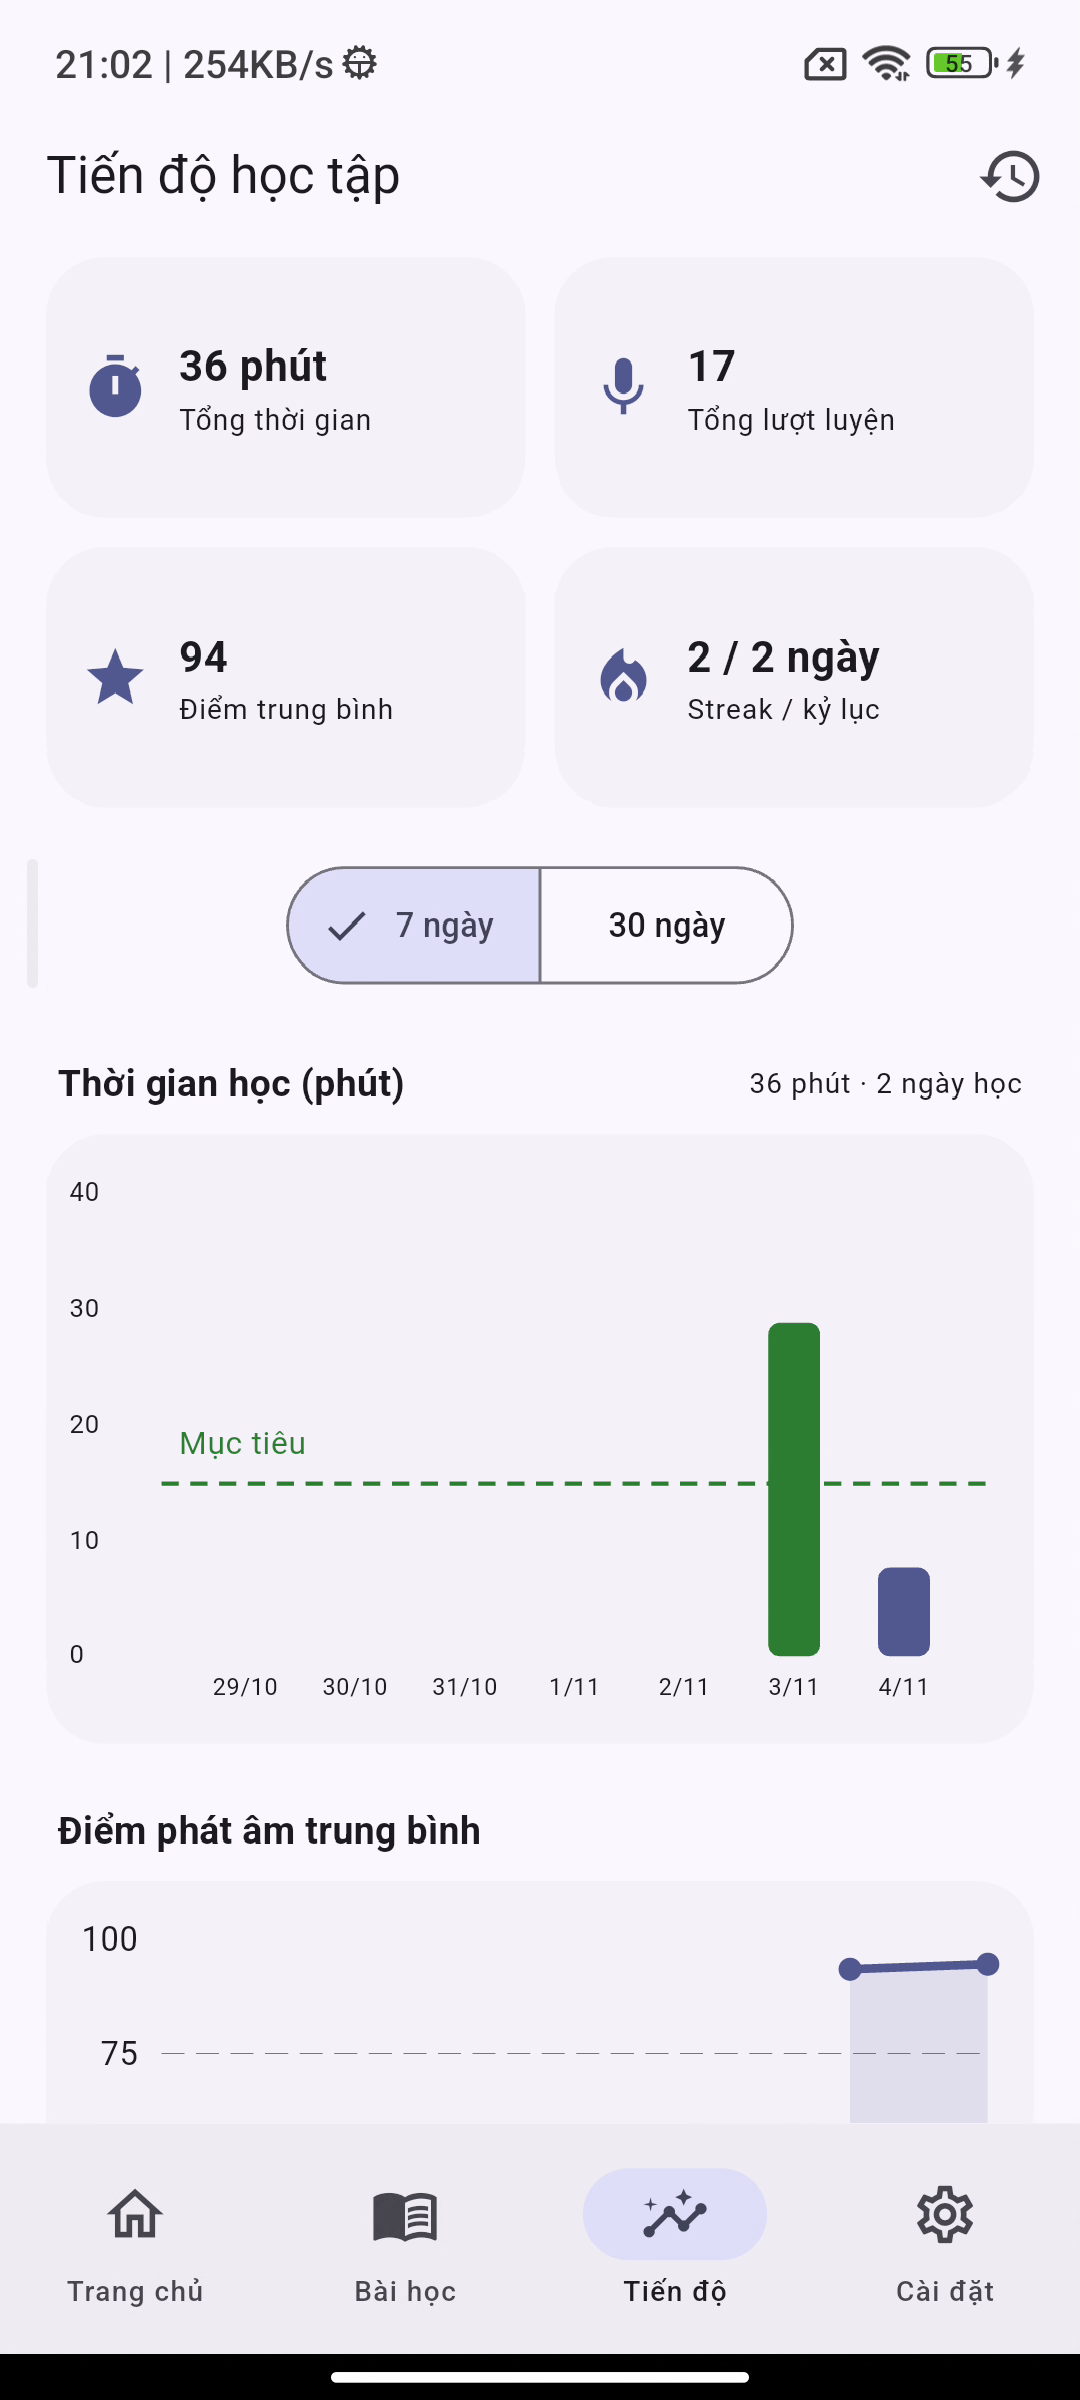 21:02 | 254KB/s
55
Tiến độ học tập
36 phút
Tổng thời gian
17
Tổng lượt luyện
94
Điểm trung bình
2 / 2 ngày
Streak / kỷ lục
7 ngày
30 ngày
Thời gian học (phút)
36 phút · 2 ngày học
40
30
20
Mục tiêu
10
0
29/10 30/10 31/10 1/11 2/11 3/11 4/11
Điểm phát âm trung bình
100
75
Trang chủ
Bài học
Tiến độ
Cài đặt